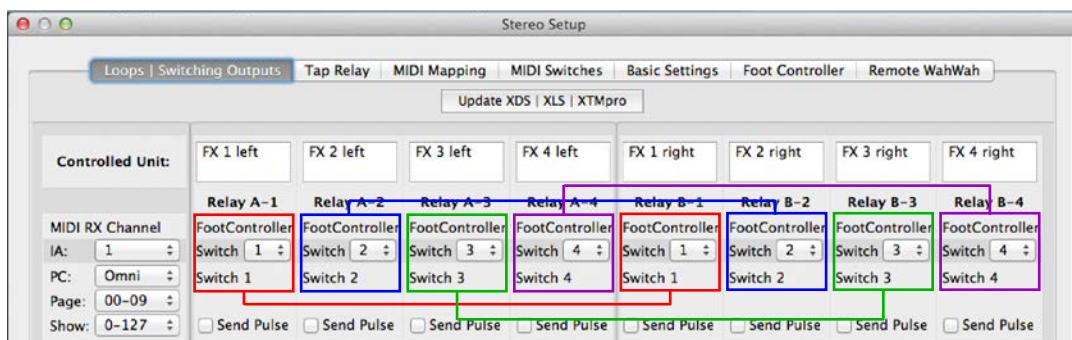 Stereo Setup
Loops | Switching Outputs Tap Relay MIDI Mapping MIDI Switches Basic Settings Foot Controller Remote WahWah
Update XDS | XLS | XTMpro
Controlled Unit: FX 1 left FX 2 left FX 3 left FX 4 left FX 1 right FX 2 right FX 3 right FX 4 right
Relay A-1 Relay A-2 Relay A-3 Relay A-4 Relay B-1 Relay B-2 Relay B-3 Relay B-4
MIDI RX Channel FootController FootController FootController FootController FootController FootController FootController FootController
IA: 1 Switch 1 Switch 2 Switch 3 Switch 4 Switch 1 Switch 2 Switch 3 Switch 4
PC: Omni Switch 1 Switch 2 Switch 3 Switch 4 Switch 1 Switch 2 Switch 3 Switch 4
Page: 00-09
Show: 0-127 Send Pulse Send Pulse Send Pulse Send Pulse Send Pulse Send Pulse Send Pulse Send Pulse